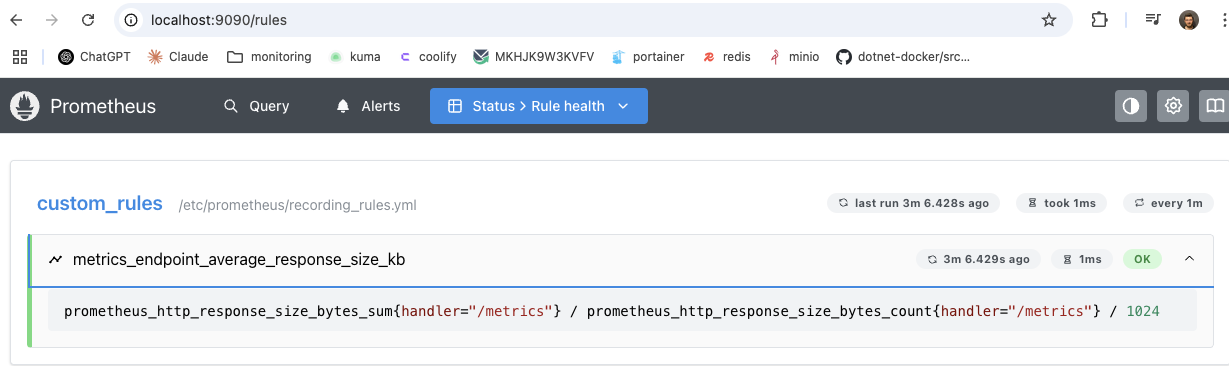 localhost:9090/rules
ChatGPT Claude monitoring kuma coolify MKHJK9W3KVFV portainer redis minio dotnet-docker/src...
Prometheus Query Alerts Status > Rule health
custom_rules /etc/prometheus/recording_rules.yml last run 3m 6.428s ago took 1ms every 1m
metrics_endpoint_average_response_size_kb 3m 6.429s ago 1ms OK
prometheus_http_response_size_bytes_sum{handler="/metrics"} / prometheus_http_response_size_bytes_count{handler="/metrics"} / 1024